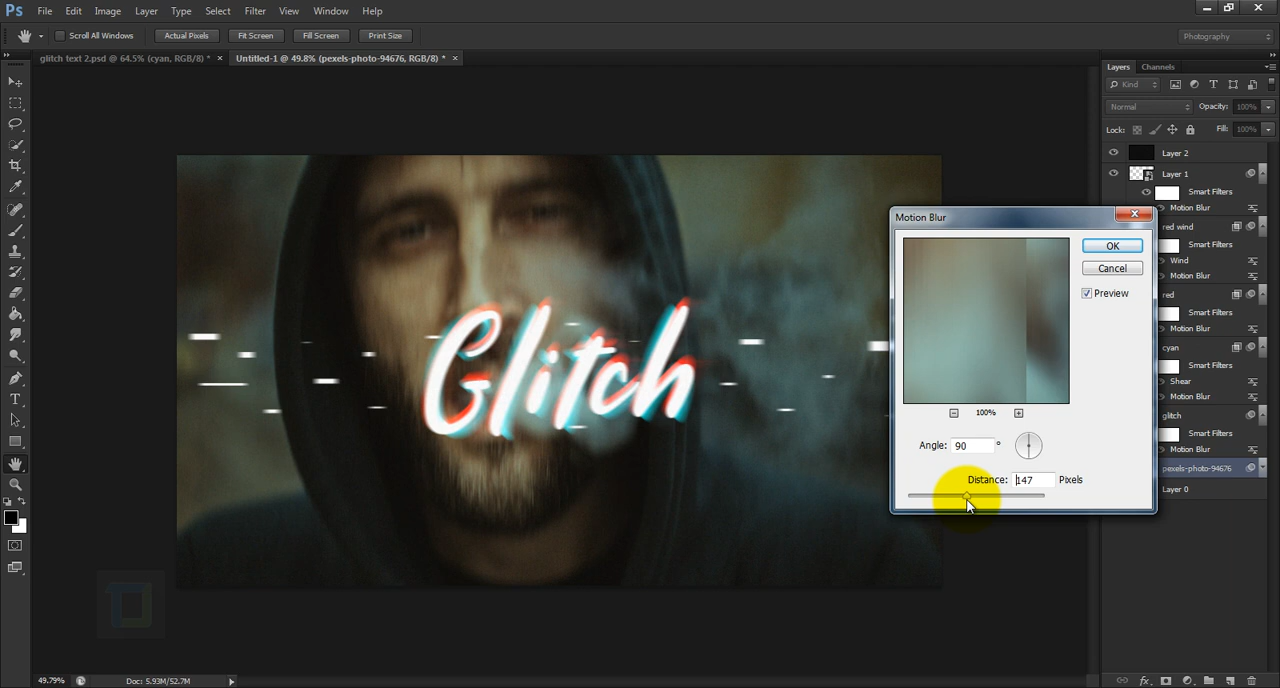 Ps File Edit Image Layer Type Select Filter View Window Help
Scroll All Windows Actual Pixels Fit Screen Fill Screen Print Size Photography
glitch text 2.psd @ 64.5% (cyan, RGB/8) * × Untitled-1 @ 49.8% (pexels-photo-94676, RGB/8) * ×
Layers Channels
Kind
Normal Opacity: 100%
Lock: Fill: 100%
Layer 2
Layer 1
Smart Filters
Motion Blur
red wind
Smart Filters
Wind
Motion Blur
red
Smart Filters
Motion Blur
cyan
Smart Filters
Shear
Motion Blur
glitch
Smart Filters
Motion Blur
pexels-photo-94676
Layer 0
Motion Blur
OK
Cancel
Preview
100%
Angle: 90 °
Distance: 147 Pixels
Glitch
49.79% Doc: 5.93M/52.7M